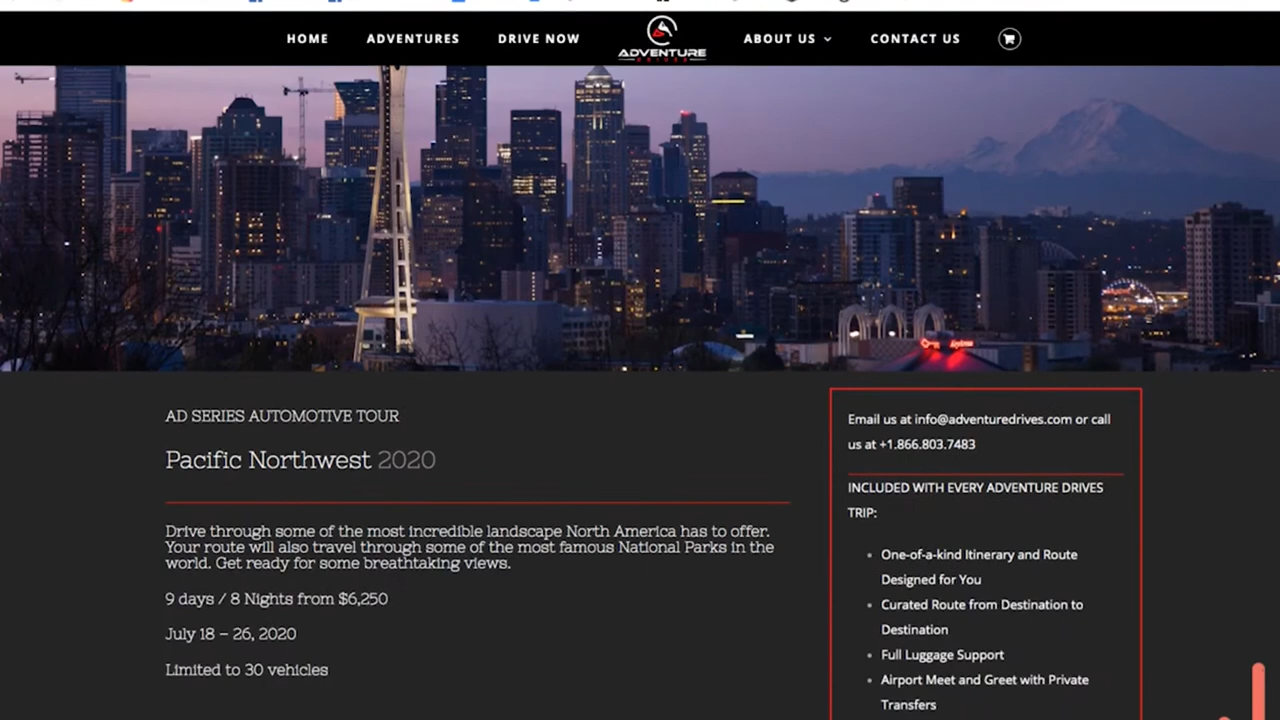 HOME
ADVENTURES
DRIVE NOW
ADVENTURE
DRIVES
ABOUT US
CONTACT US
AD SERIES AUTOMOTIVE TOUR
Pacific Northwest 2020
Drive through some of the most incredible landscape North America has to offer.
Your route will also travel through some of the most famous National Parks in the
world. Get ready for some breathtaking views.
9 days / 8 Nights from $6,250
July 18 – 26, 2020
Limited to 30 vehicles
Email us at info@adventuredrives.com or call
us at +1.866.803.7483
INCLUDED WITH EVERY ADVENTURE DRIVES
TRIP:
One-of-a-kind Itinerary and Route
Designed for You
Curated Route from Destination to
Destination
Full Luggage Support
Airport Meet and Greet with Private
Transfers